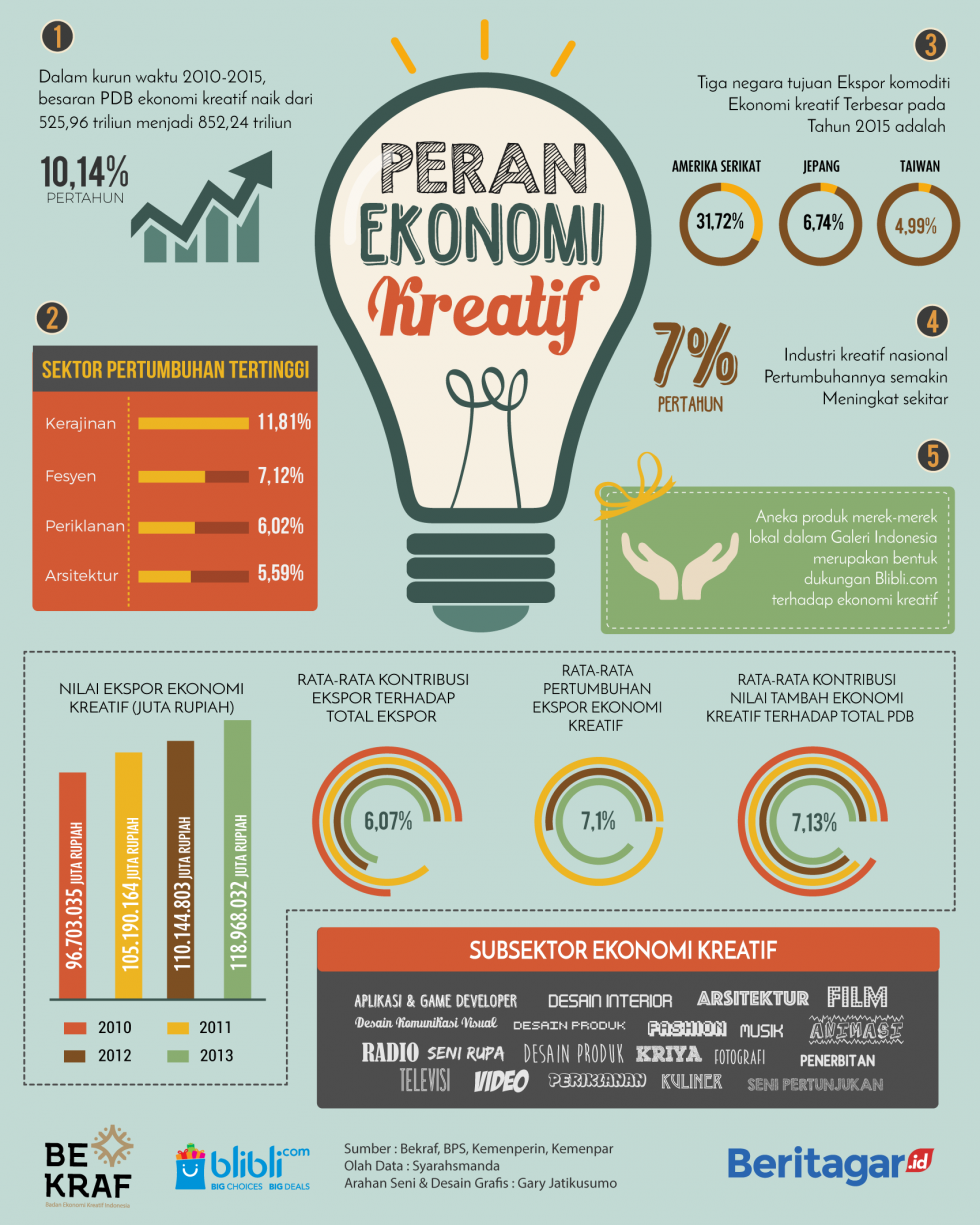 1
Dalam kurun waktu 2010-2015,
besaran PDB ekonomi kreatif naik dari
525,96 triliun menjadi 852,24 triliun
10,14%
PERTAHUN
PERAN
EKONOMI
Kreatif
3
Tiga negara tujuan Ekspor komoditi
Ekonomi kreatif Terbesar pada
Tahun 2015 adalah
AMERIKA SERIKAT JEPANG TAIWAN
31,72% 6,74% 4,99%
2
SEKTOR PERTUMBUHAN TERTINGGI
Kerajinan 11,81%
Fesyen 7,12%
Periklanan 6,02%
Arsitektur 5,59%
4
7%
PERTAHUN
Industri kreatif nasional
Pertumbuhannya semakin
Meningkat sekitar
5
Aneka produk merek-merek
lokal dalam Galeri Indonesia
merupakan bentuk
dukungan Blibli.com
terhadap ekonomi kreatif
NILAI EKSPOR EKONOMI
KREATIF (JUTA RUPIAH)
96.703.035 JUTA RUPIAH
105.190.164 JUTA RUPIAH
110.144.803 JUTA RUPIAH
118.968.032 JUTA RUPIAH
2010 2011
2012 2013
RATA-RATA KONTRIBUSI
EKSPOR TERHADAP
TOTAL EKSPOR
6,07%
RATA-RATA
PERTUMBUHAN
EKSPOR EKONOMI
KREATIF
7,1%
RATA-RATA KONTRIBUSI
NILAI TAMBAH EKONOMI
KREATIF TERHADAP TOTAL PDB
7,13%
SUBSEKTOR EKONOMI KREATIF
APLIKASI & GAME DEVELOPER DESAIN INTERIOR ARSITEKTUR FILM
Desain Komunikasi Visual DESAIN PRODUK FASHION MUSIK ANIMASI
RADIO SENI RUPA DESAIN PRODUK KRIYA FOTOGRAFI PENERBITAN
TELEVISI VIDEO PERIKLANAN KULINER SENI PERTUNJUKAN
BE
KRAF
Badan Ekonomi Kreatif Indonesia
blibli.com
BIG CHOICES BIG DEALS
Sumber : Bekraf, BPS, Kemenperin, Kemenpar
Olah Data : Syarahsmanda
Arahan Seni & Desain Grafis : Gary Jatikusumo
Beritagar.id